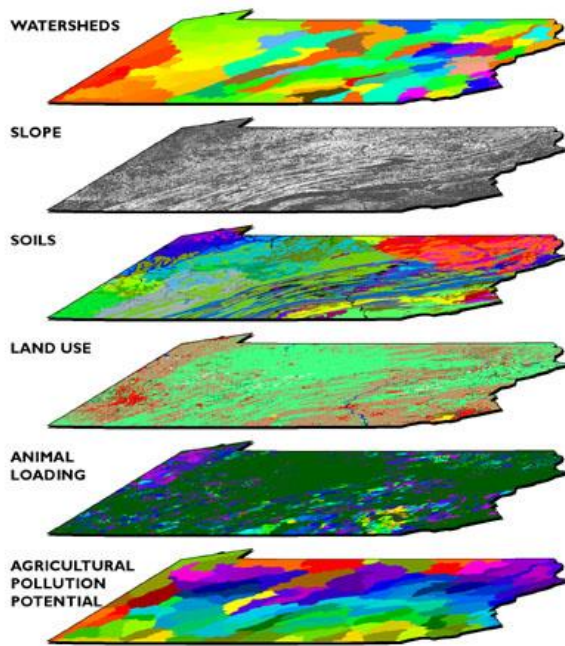 WATERSHEDS
SLOPE
SOILS
LAND USE
ANIMAL
LOADING
AGRICULTURAL
POLLUTION
POTENTIAL